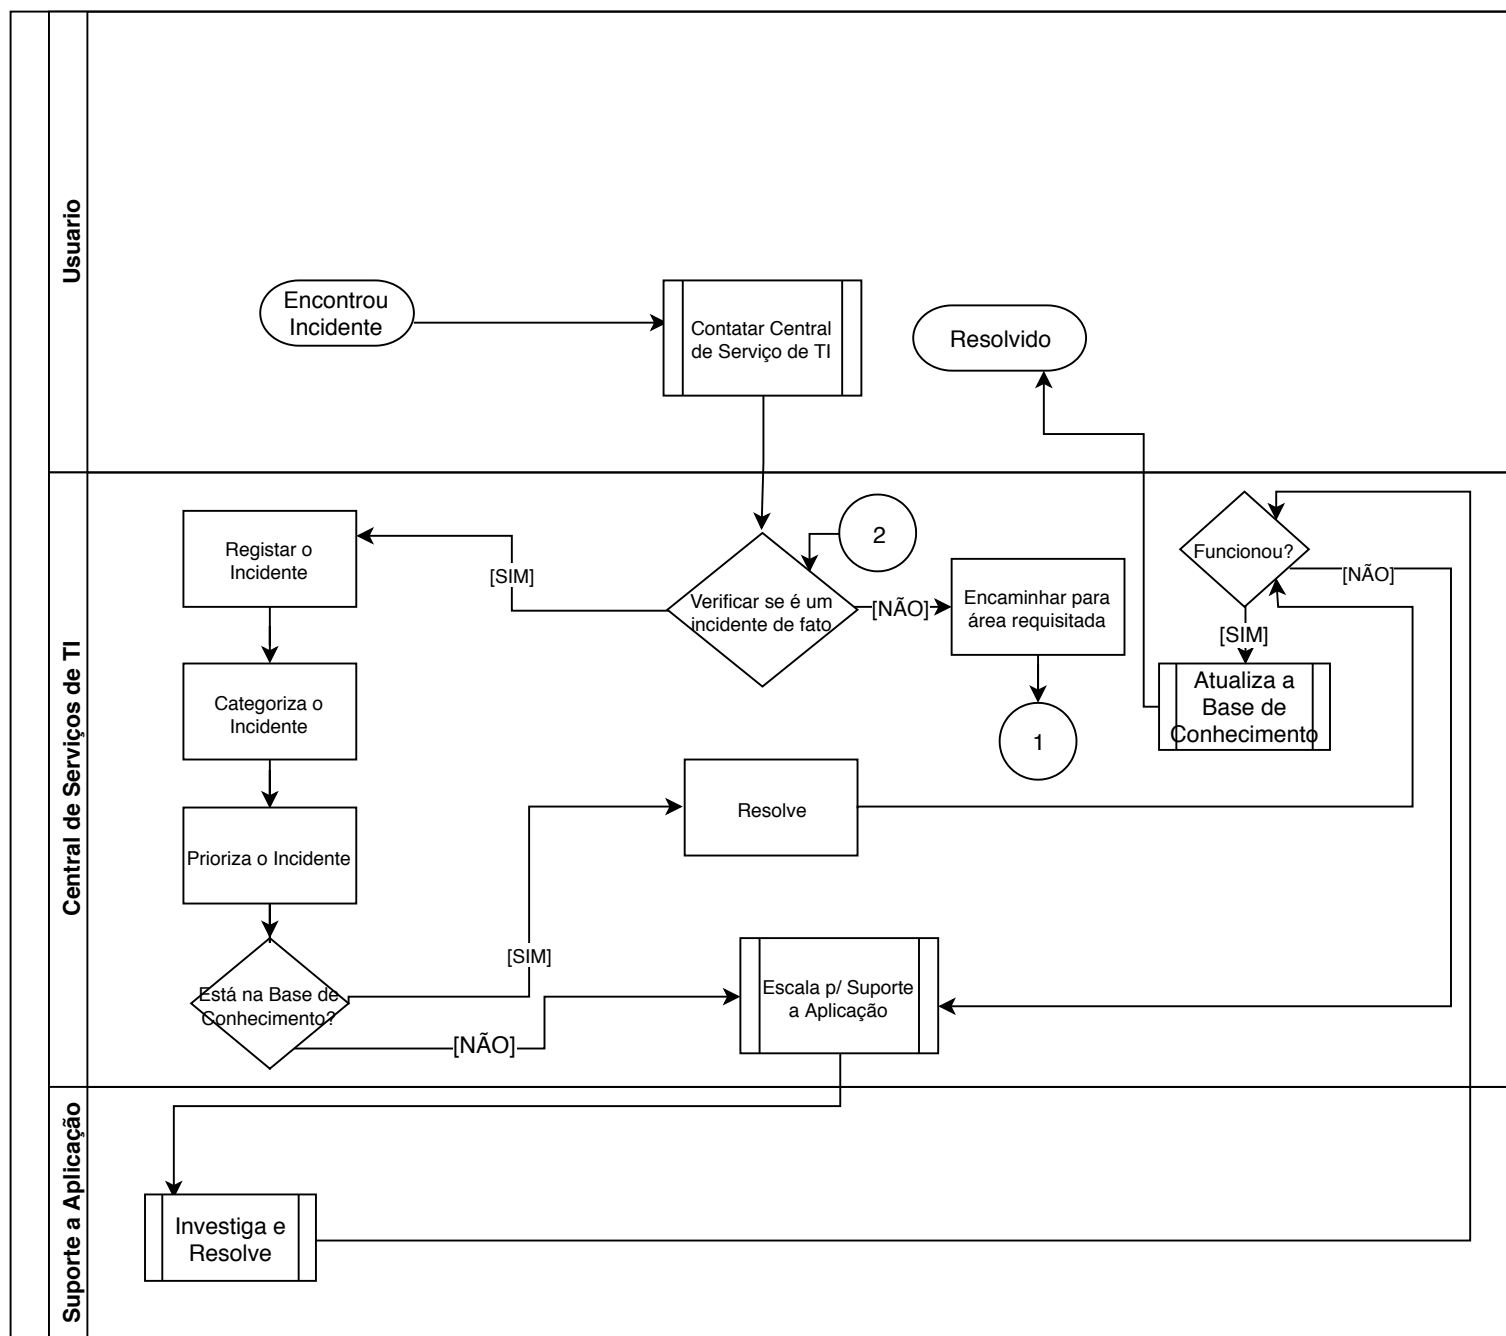 Usuario
Encontrou
Incidente
Contatar Central
de Serviço de TI
Resolvido
Central de Serviços de TI
Registar o
Incidente
[SIM]
2
Verificar se é um
incidente de fato
[NÃO]
Encaminhar para
área requisitada
1
Funcionou?
[NÃO]
[SIM]
Atualiza a
Base de
Conhecimento
Categoriza o
Incidente
Prioriza o Incidente
Resolve
[SIM]
Está na Base de
Conhecimento?
[NÃO]
Escala p/ Suporte
a Aplicação
Suporte a Aplicação
Investiga e
Resolve